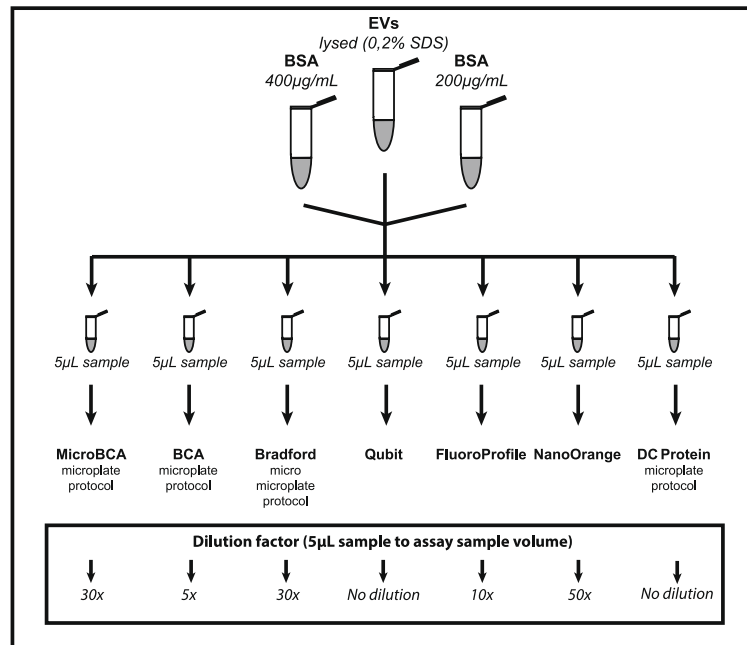 EVs
lysed (0,2% SDS)
BSA
400µg/mL
BSA
200µg/mL
5µL sample
5µL sample
5µL sample
5µL sample
5µL sample
5µL sample
5µL sample
MicroBCA
microplate
protocol
BCA
microplate
protocol
Bradford
micro
microplate
protocol
Qubit
FluoroProfile
NanoOrange
DC Protein
microplate
protocol
Dilution factor (5µL sample to assay sample volume)
30x
5x
30x
No dilution
10x
50x
No dilution